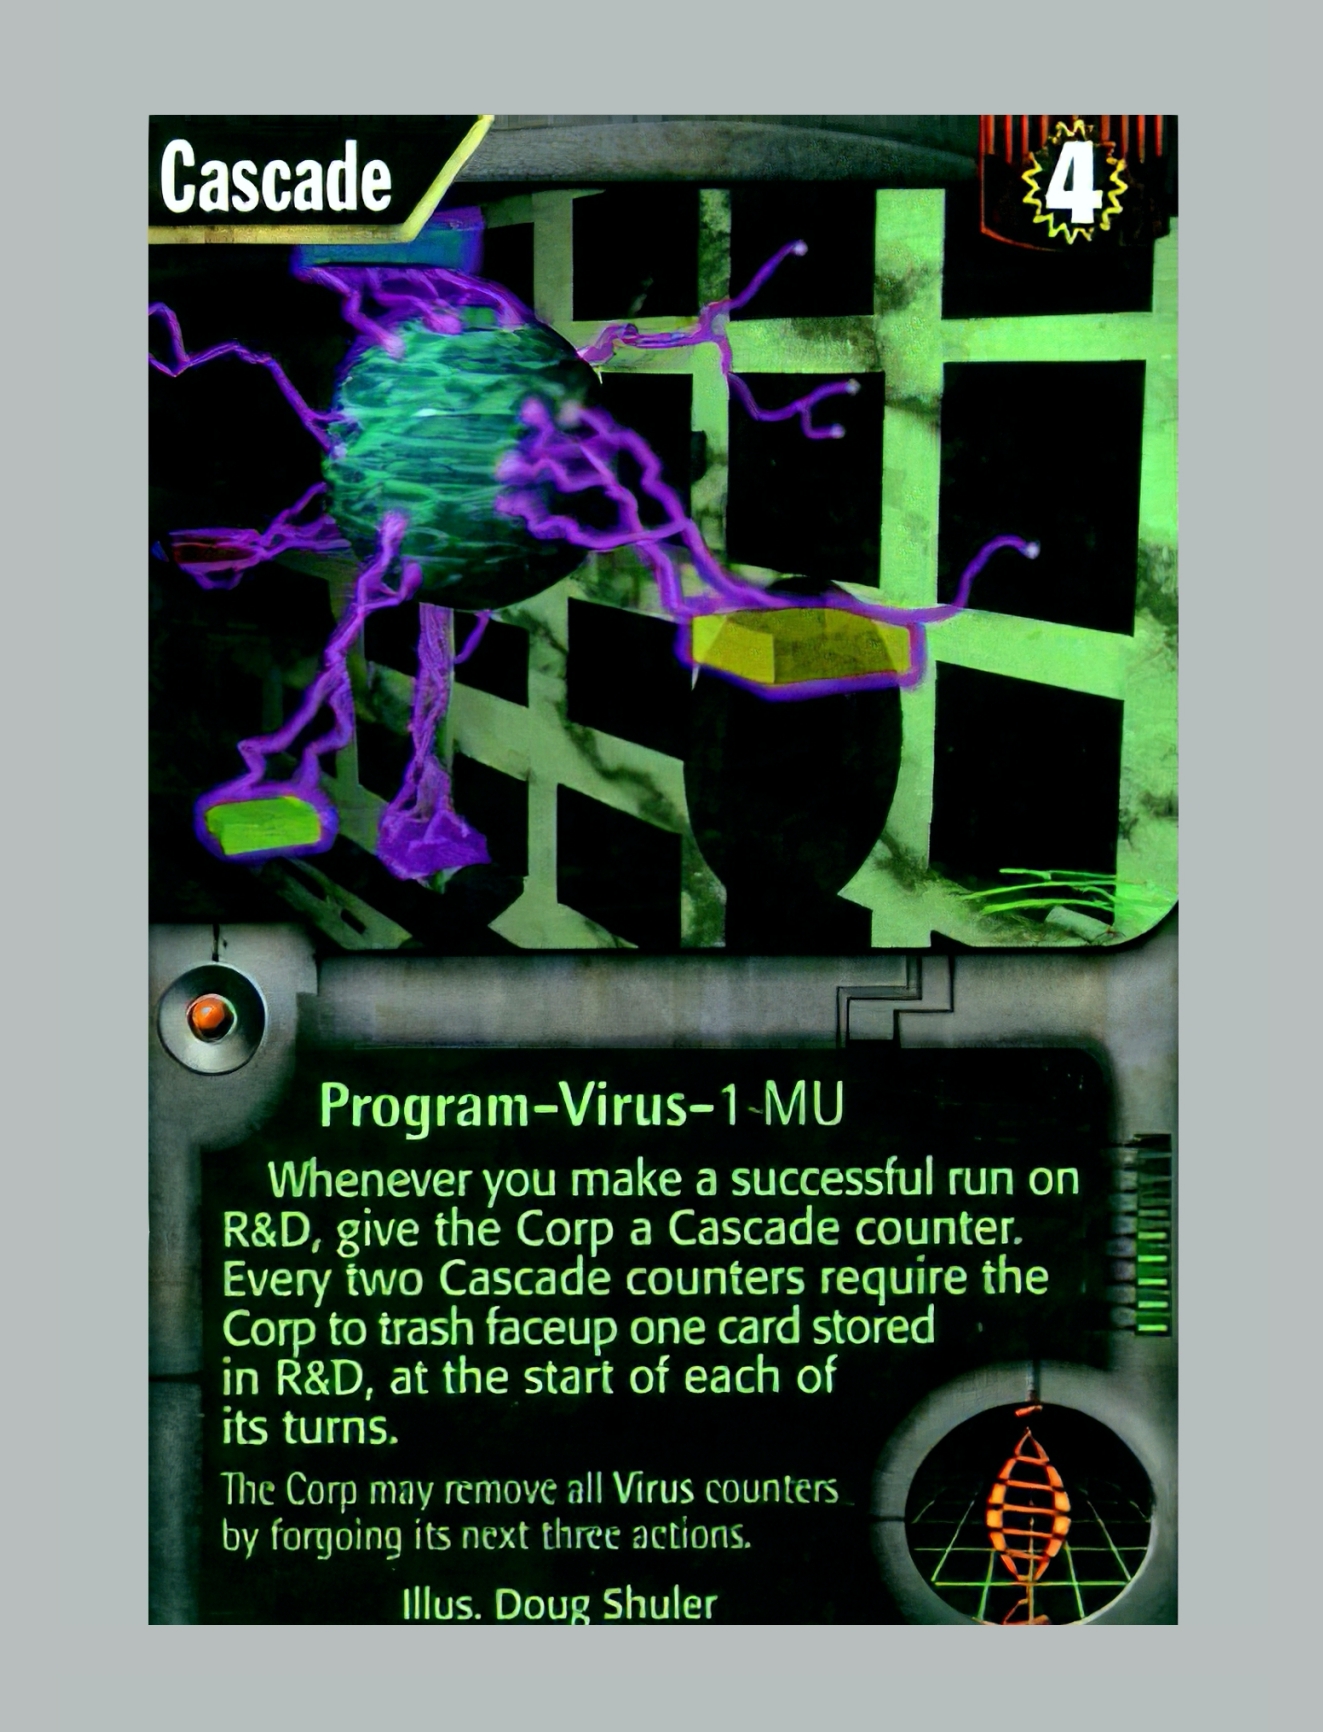 Cascade
4
Program-Virus-1 MU
Whenever you make a successful run on
R&D, give the Corp a Cascade counter.
Every two Cascade counters require the
Corp to trash faceup one card stored
in R&D, at the start of each of
its turns.
The Corp may remove all Virus counters
by forgoing its next three actions.
Illus. Doug Shuler